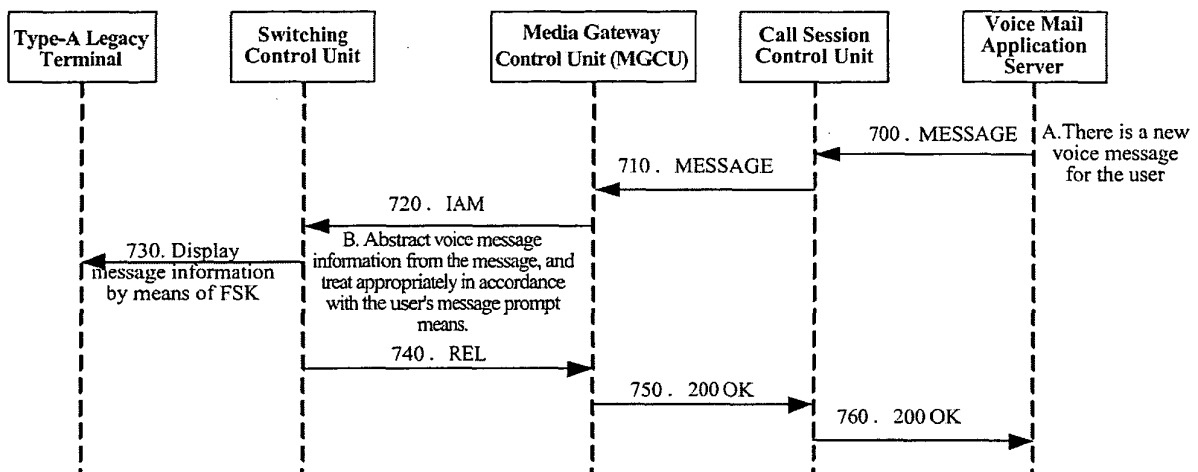 Type-A Legacy
Terminal
Switching
Control Unit
Media Gateway
Control Unit (MGCU)
Call Session
Control Unit
Voice Mail
Application
Server
700. MESSAGE
A.There is a new
voice message
for the user
710. MESSAGE
720. IAM
B. Abstract voice message
information from the message, and
treat appropriately in accordance
with the user's message prompt
means.
730. Display
message information
by means of FSK
740. REL
750. 200 OK
760. 200 OK